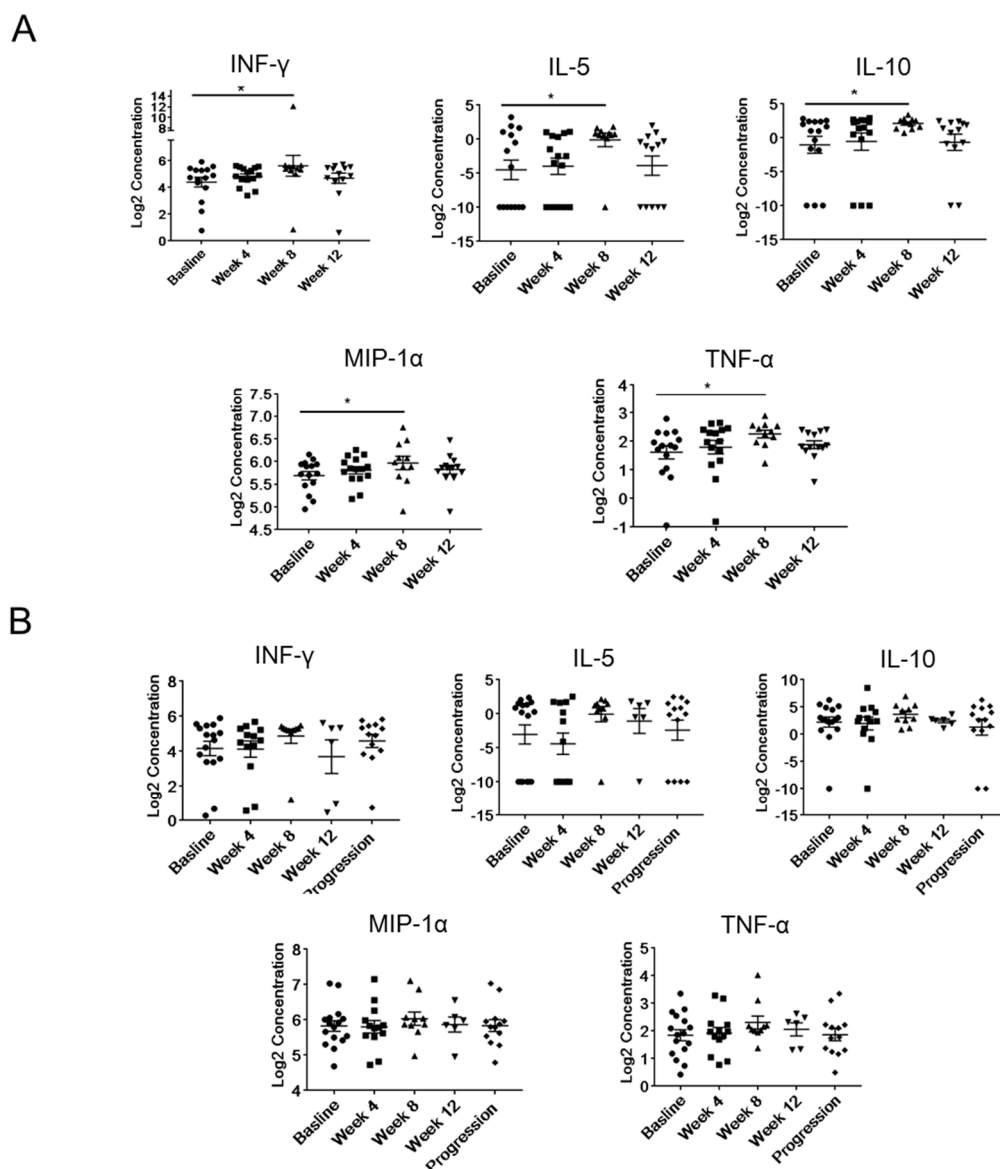 A
INF-γ
*
Log2 Concentration
14
12
10
8
6
4
2
0
Basline
Week 4
Week 8
Week 12
IL-5
*
Log2 Concentration
5
0
-5
-10
-15
Basline
Week 4
Week 8
Week 12
IL-10
*
Log2 Concentration
5
0
-5
-10
-15
Basline
Week 4
Week 8
Week 12
MIP-1α
*
Log2 Concentration
7.5
7.0
6.5
6.0
5.5
5.0
4.5
Basline
Week 4
Week 8
Week 12
TNF-α
*
Log2 Concentration
4
3
2
1
0
-1
Basline
Week 4
Week 8
Week 12
B
INF-γ
Log2 Concentration
8
6
4
2
0
Basline
Week 4
Week 8
Week 12
Progression
IL-5
Log2 Concentration
5
0
-5
-10
-15
Basline
Week 4
Week 8
Week 12
Progression
IL-10
Log2 Concentration
10
5
0
-5
-10
-15
Basline
Week 4
Week 8
Week 12
Progression
MIP-1α
Log2 Concentration
8
7
6
5
4
Basline
Week 4
Week 8
Week 12
Progression
TNF-α
Log2 Concentration
5
4
3
2
1
0
Basline
Week 4
Week 8
Week 12
Progression